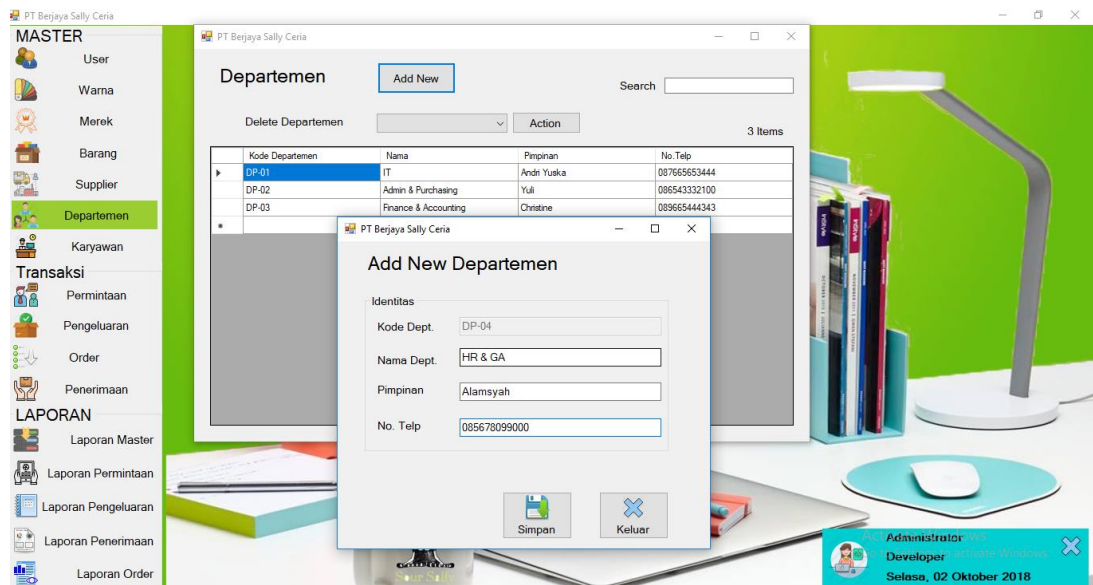 PT Berjaya Sally Ceria
MASTER
User
Warna
Merek
Barang
Supplier
Departemen
Karyawan
Transaksi
Permintaan
Pengeluaran
Order
Penerimaan
LAPORAN
Laporan Master
Laporan Permintaan
Laporan Pengeluaran
Laporan Penerimaan
Laporan Order
PT Berjaya Sally Ceria
Departemen
Add New
Search
Delete Departemen
Action
3 Items
Kode Departemen Nama Pimpinan No.Telp
DP-01 IT Andri Yuska 087665653444
DP-02 Admin & Purchasing Yuli 086543332100
DP-03 Finance & Accounting Christine 089665444343
PT Berjaya Sally Ceria
Add New Departemen
Identitas
Kode Dept. DP-04
Nama Dept. HR & GA
Pimpinan Alamsyah
No. Telp 085678099000
Simpan Keluar
Sour Sally
Administrator
Developer
activate Windows
Selasa, 02 Oktober 2018